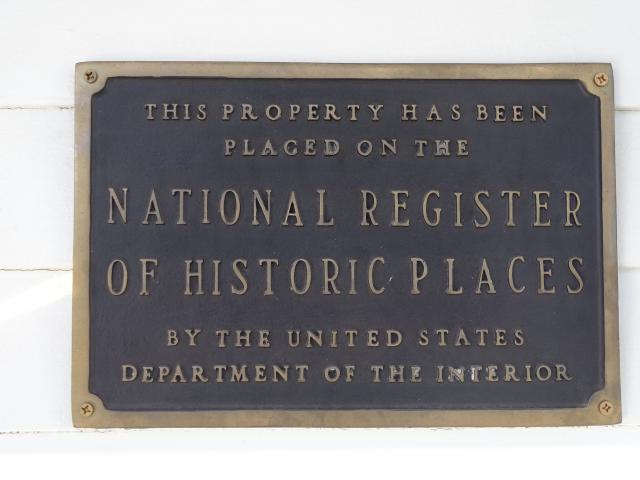 THIS PROPERTY HAS BEEN
PLACED ON THE
NATIONAL REGISTER
OF HISTORIC PLACES
BY THE UNITED STATES
DEPARTMENT OF THE INTERIOR